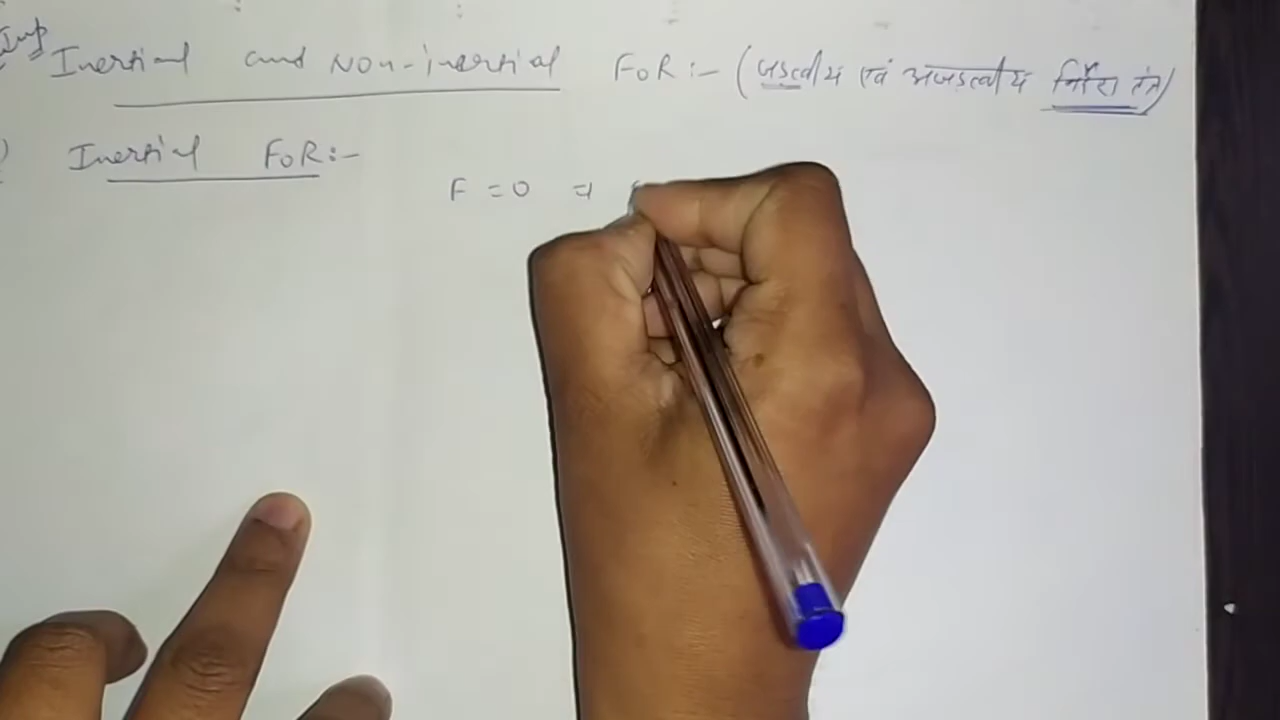 Imp
Inertial and Non-inertial FoR :- (जड़त्वीय एवं अजड़त्वीय निर्देश तंत्र)
Inertial FoR :-
F = 0 ⇒